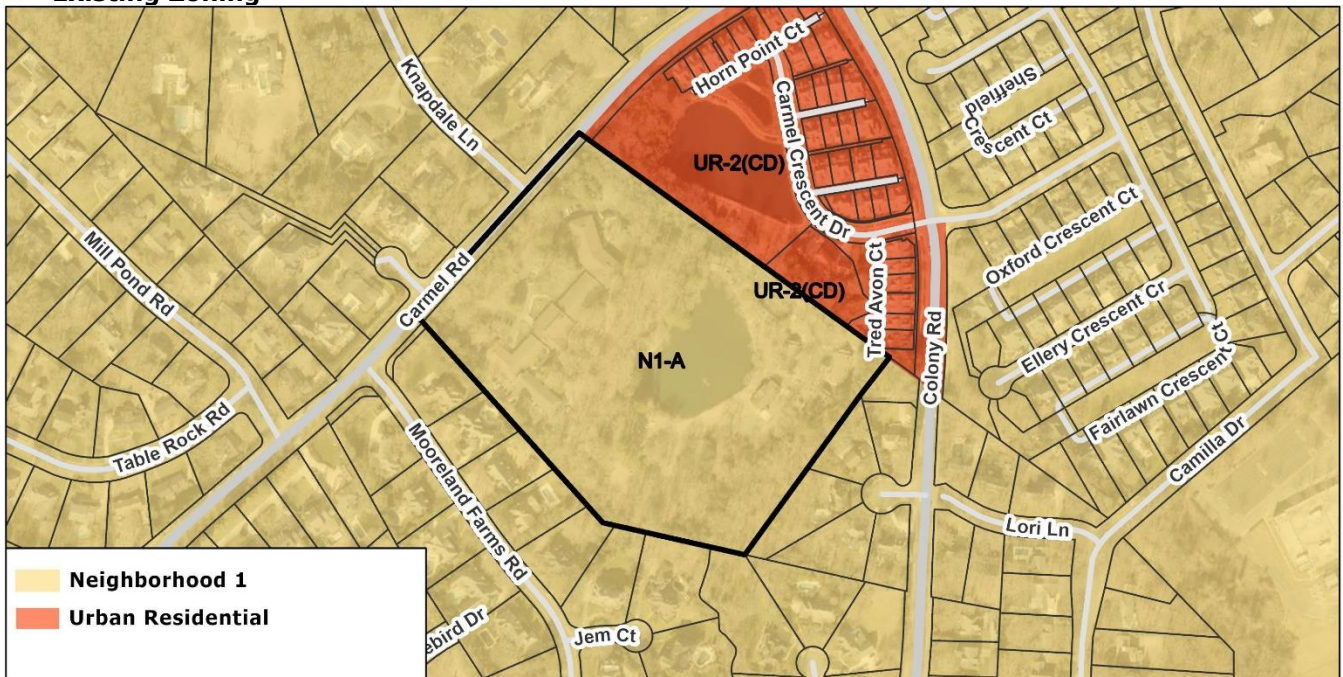 Existing Zoning
Horn Point Ct
Knapdale Ln
Sheffield
Crescent Ct
Carmel Crescent Dr
UR-2(CD)
Mill Pond Rd
Carmel Rd
Oxford Crescent Ct
Tred Avon Ct
UR-2(CD)
Ellery Crescent Cr
Colony Rd
N1-A
Fairlawn Crescent Ct
Table Rock Rd
Camilla Dr
Mooreland Farms Rd
Lori Ln
Neighborhood 1
Urban Residential
ebird Dr
Jem Ct